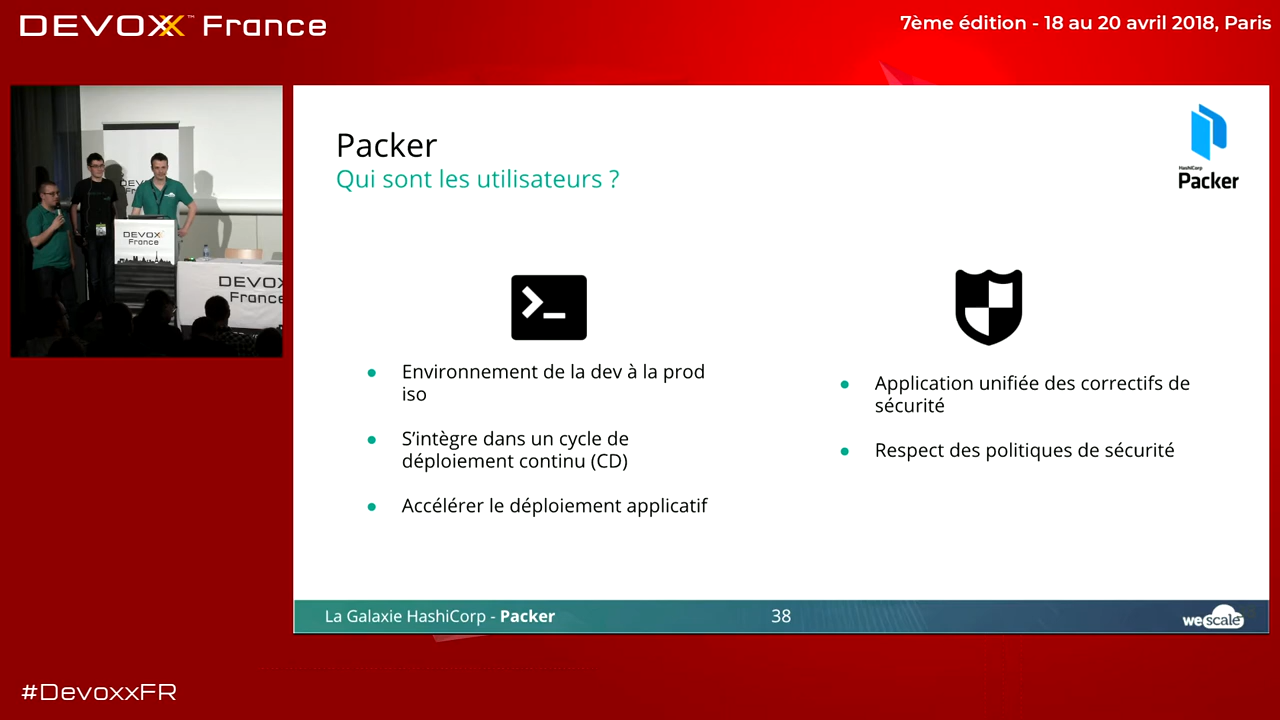 DEVOXX™ France
7ème édition - 18 au 20 avril 2018, Paris
DEVOXX
France
DEVOX
France
Packer
Qui sont les utilisateurs ?
HashiCorp
Packer
Environnement de la dev à la prod
iso
S'intègre dans un cycle de
déploiement continu (CD)
Accélérer le déploiement applicatif
Application unifiée des correctifs de
sécurité
Respect des politiques de sécurité
La Galaxie HashiCorp - Packer
38
wescale
#DevoxxFR